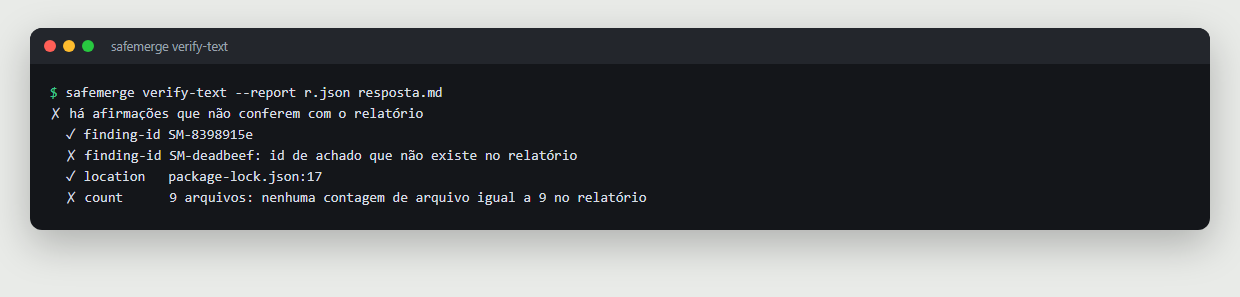 safemerge verify-text
$ safemerge verify-text --report r.json resposta.md
✗ há afirmações que não conferem com o relatório
✓ finding-id SM-8398915e
✗ finding-id SM-deadbeef: id de achado que não existe no relatório
✓ location package-lock.json:17
✗ count 9 arquivos: nenhuma contagem de arquivo igual a 9 no relatório